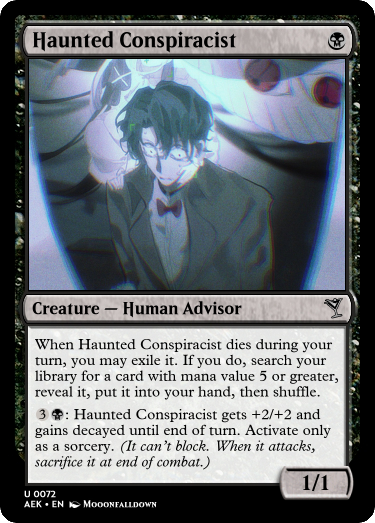 Haunted Conspiracist
Creature — Human Advisor
When Haunted Conspiracist dies during your
turn, you may exile it. If you do, search your
library for a card with mana value 5 or greater,
reveal it, put it into your hand, then shuffle.
3: Haunted Conspiracist gets +2/+2 and
gains decayed until end of turn. Activate only
as a sorcery. (It can't block. When it attacks,
sacrifice it at end of combat.)
1/1
U 0072
AEK • EN Mooonfalldown